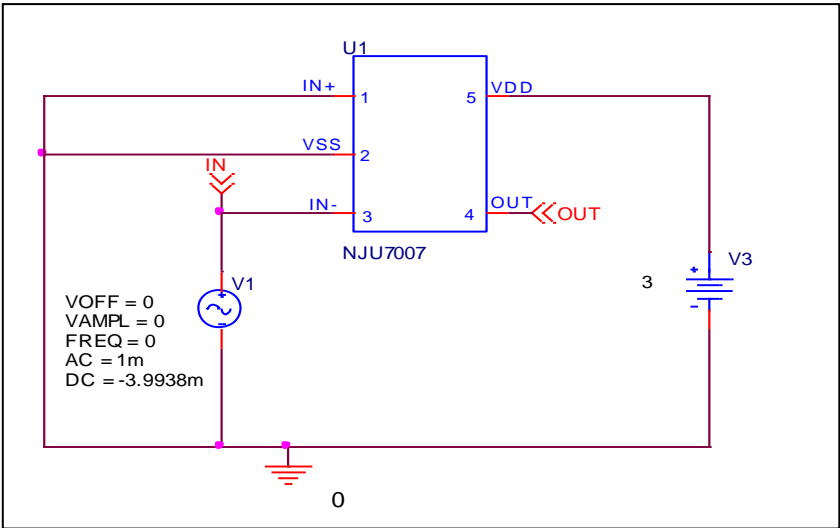 U1
IN+
1
5
VDD
VSS
2
IN
IN-
3
4
OUT
OUT
NJU7007
V1
VOFF = 0
VAMPL = 0
FREQ = 0
AC = 1m
DC = -3.9938m
3
V3
0